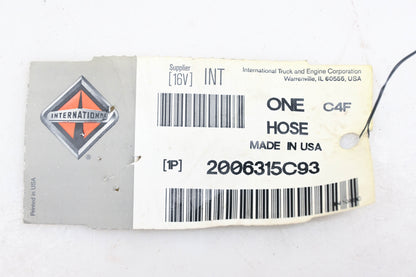 Supplier
[16V] INT
International Truck and Engine Corporation
Warrenville, IL 60555, USA
INTERNATIONAL
®
ONE C4F
HOSE
MADE IN USA
[1P] 2006315C93
Printed in USA